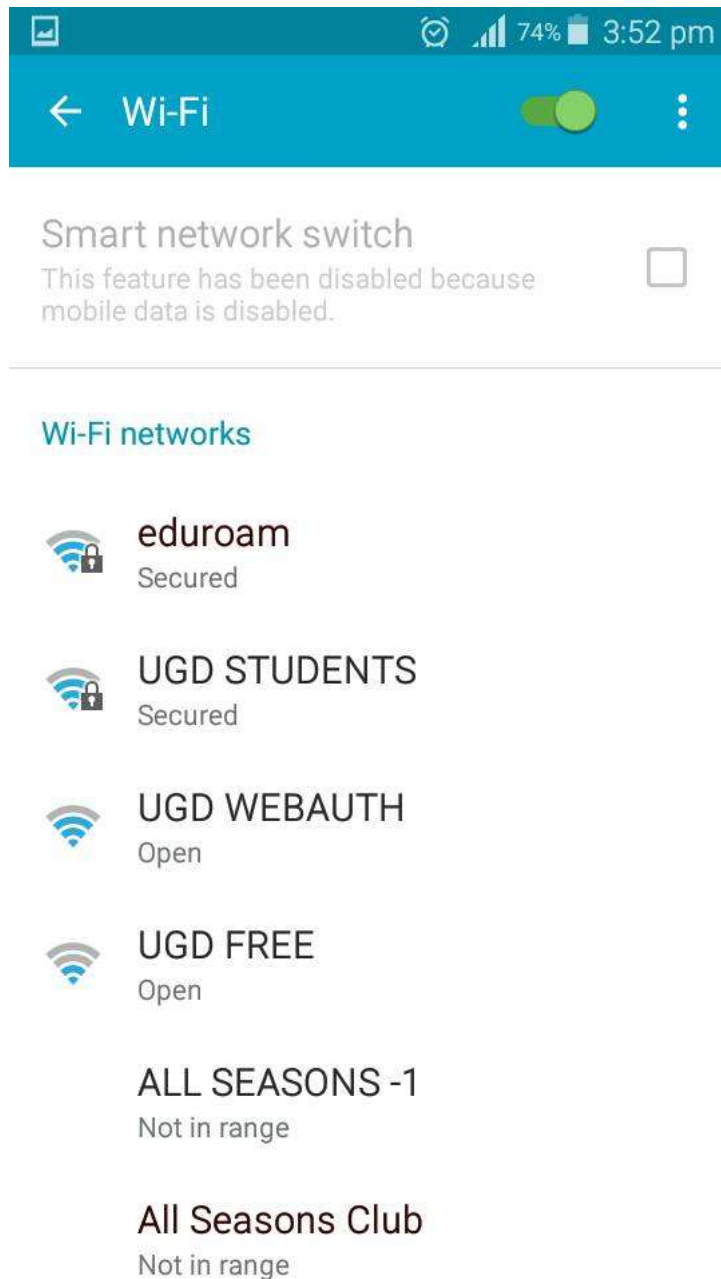 74% 3:52 pm
Wi-Fi
Smart network switch
This feature has been disabled because
mobile data is disabled.
Wi-Fi networks
eduroam
Secured
UGD STUDENTS
Secured
UGD WEBAUTH
Open
UGD FREE
Open
ALL SEASONS -1
Not in range
All Seasons Club
Not in range